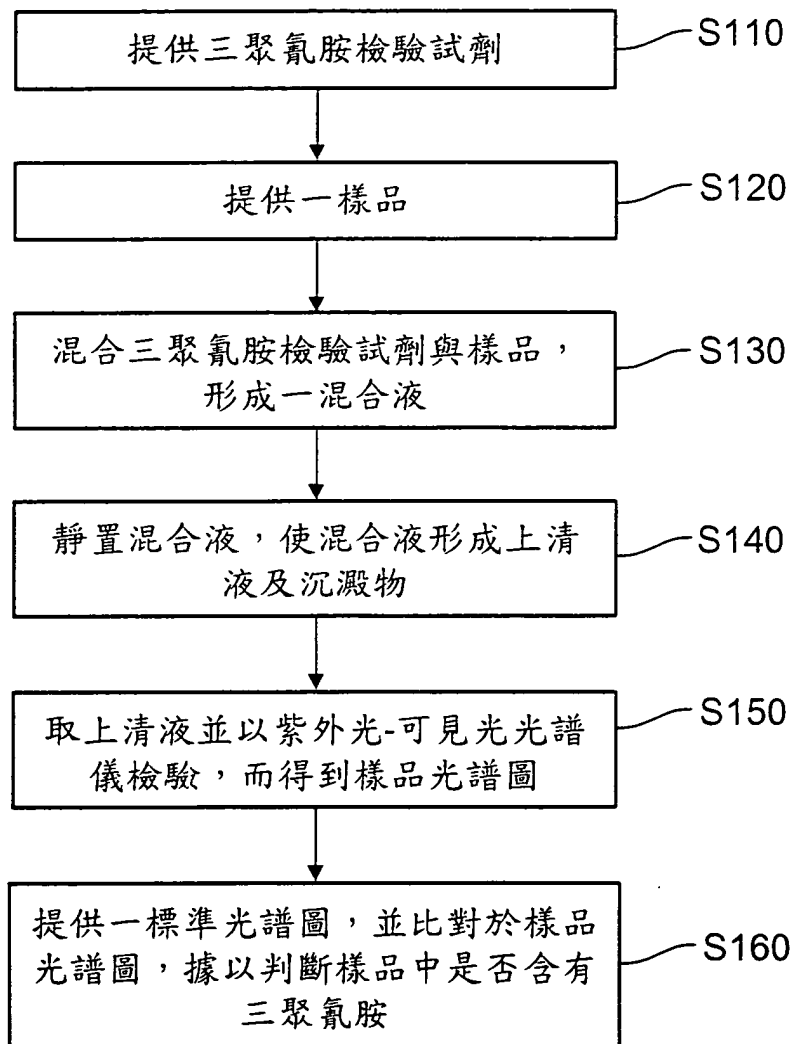 提供三聚氰胺檢驗試劑
S110
提供一樣品
S120
混合三聚氰胺檢驗試劑與樣品，
形成一混合液
S130
靜置混合液，使混合液形成上清
液及沉澱物
S140
取上清液並以紫外光-可見光光譜
儀檢驗，而得到樣品光譜圖
S150
提供一標準光譜圖，並比對於樣品
光譜圖，據以判斷樣品中是否含有
三聚氰胺
S160